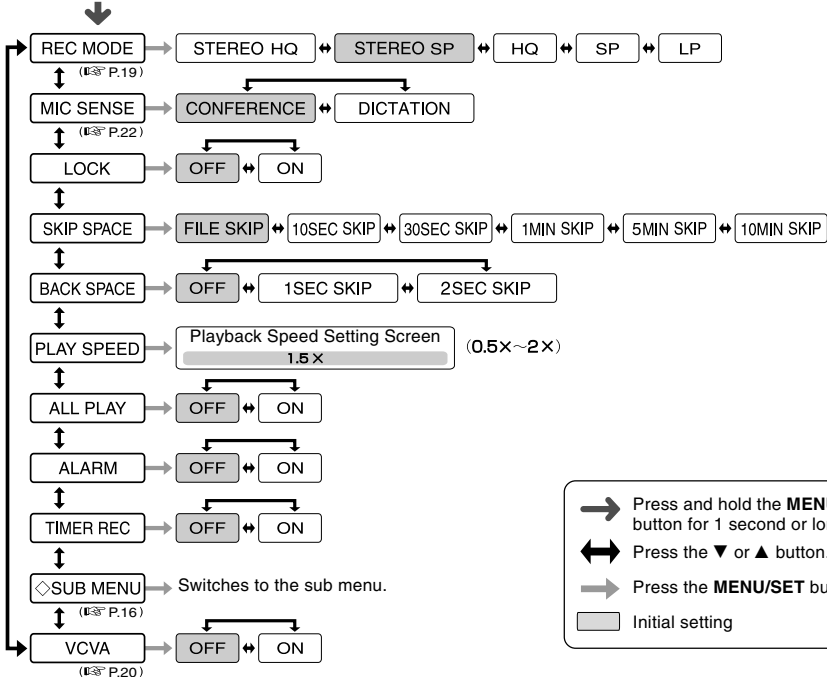 REC MODE STEREO HQ STEREO SP HQ SP LP
(☞ P.19)
MIC SENSE CONFERENCE DICTATION
(☞ P.22)
LOCK OFF ON
SKIP SPACE FILE SKIP 10SEC SKIP 30SEC SKIP 1MIN SKIP 5MIN SKIP 10MIN SKIP
BACK SPACE OFF 1SEC SKIP 2SEC SKIP
PLAY SPEED Playback Speed Setting Screen (0.5×~2×)
1.5 ×
ALL PLAY OFF ON
ALARM OFF ON
TIMER REC OFF ON
◇SUB MENU Switches to the sub menu.
(☞ P.16)
VCVA OFF ON
(☞ P.20)
Press and hold the MENU
button for 1 second or lo
Press the ▼ or ▲ button.
Press the MENU/SET bu
Initial setting